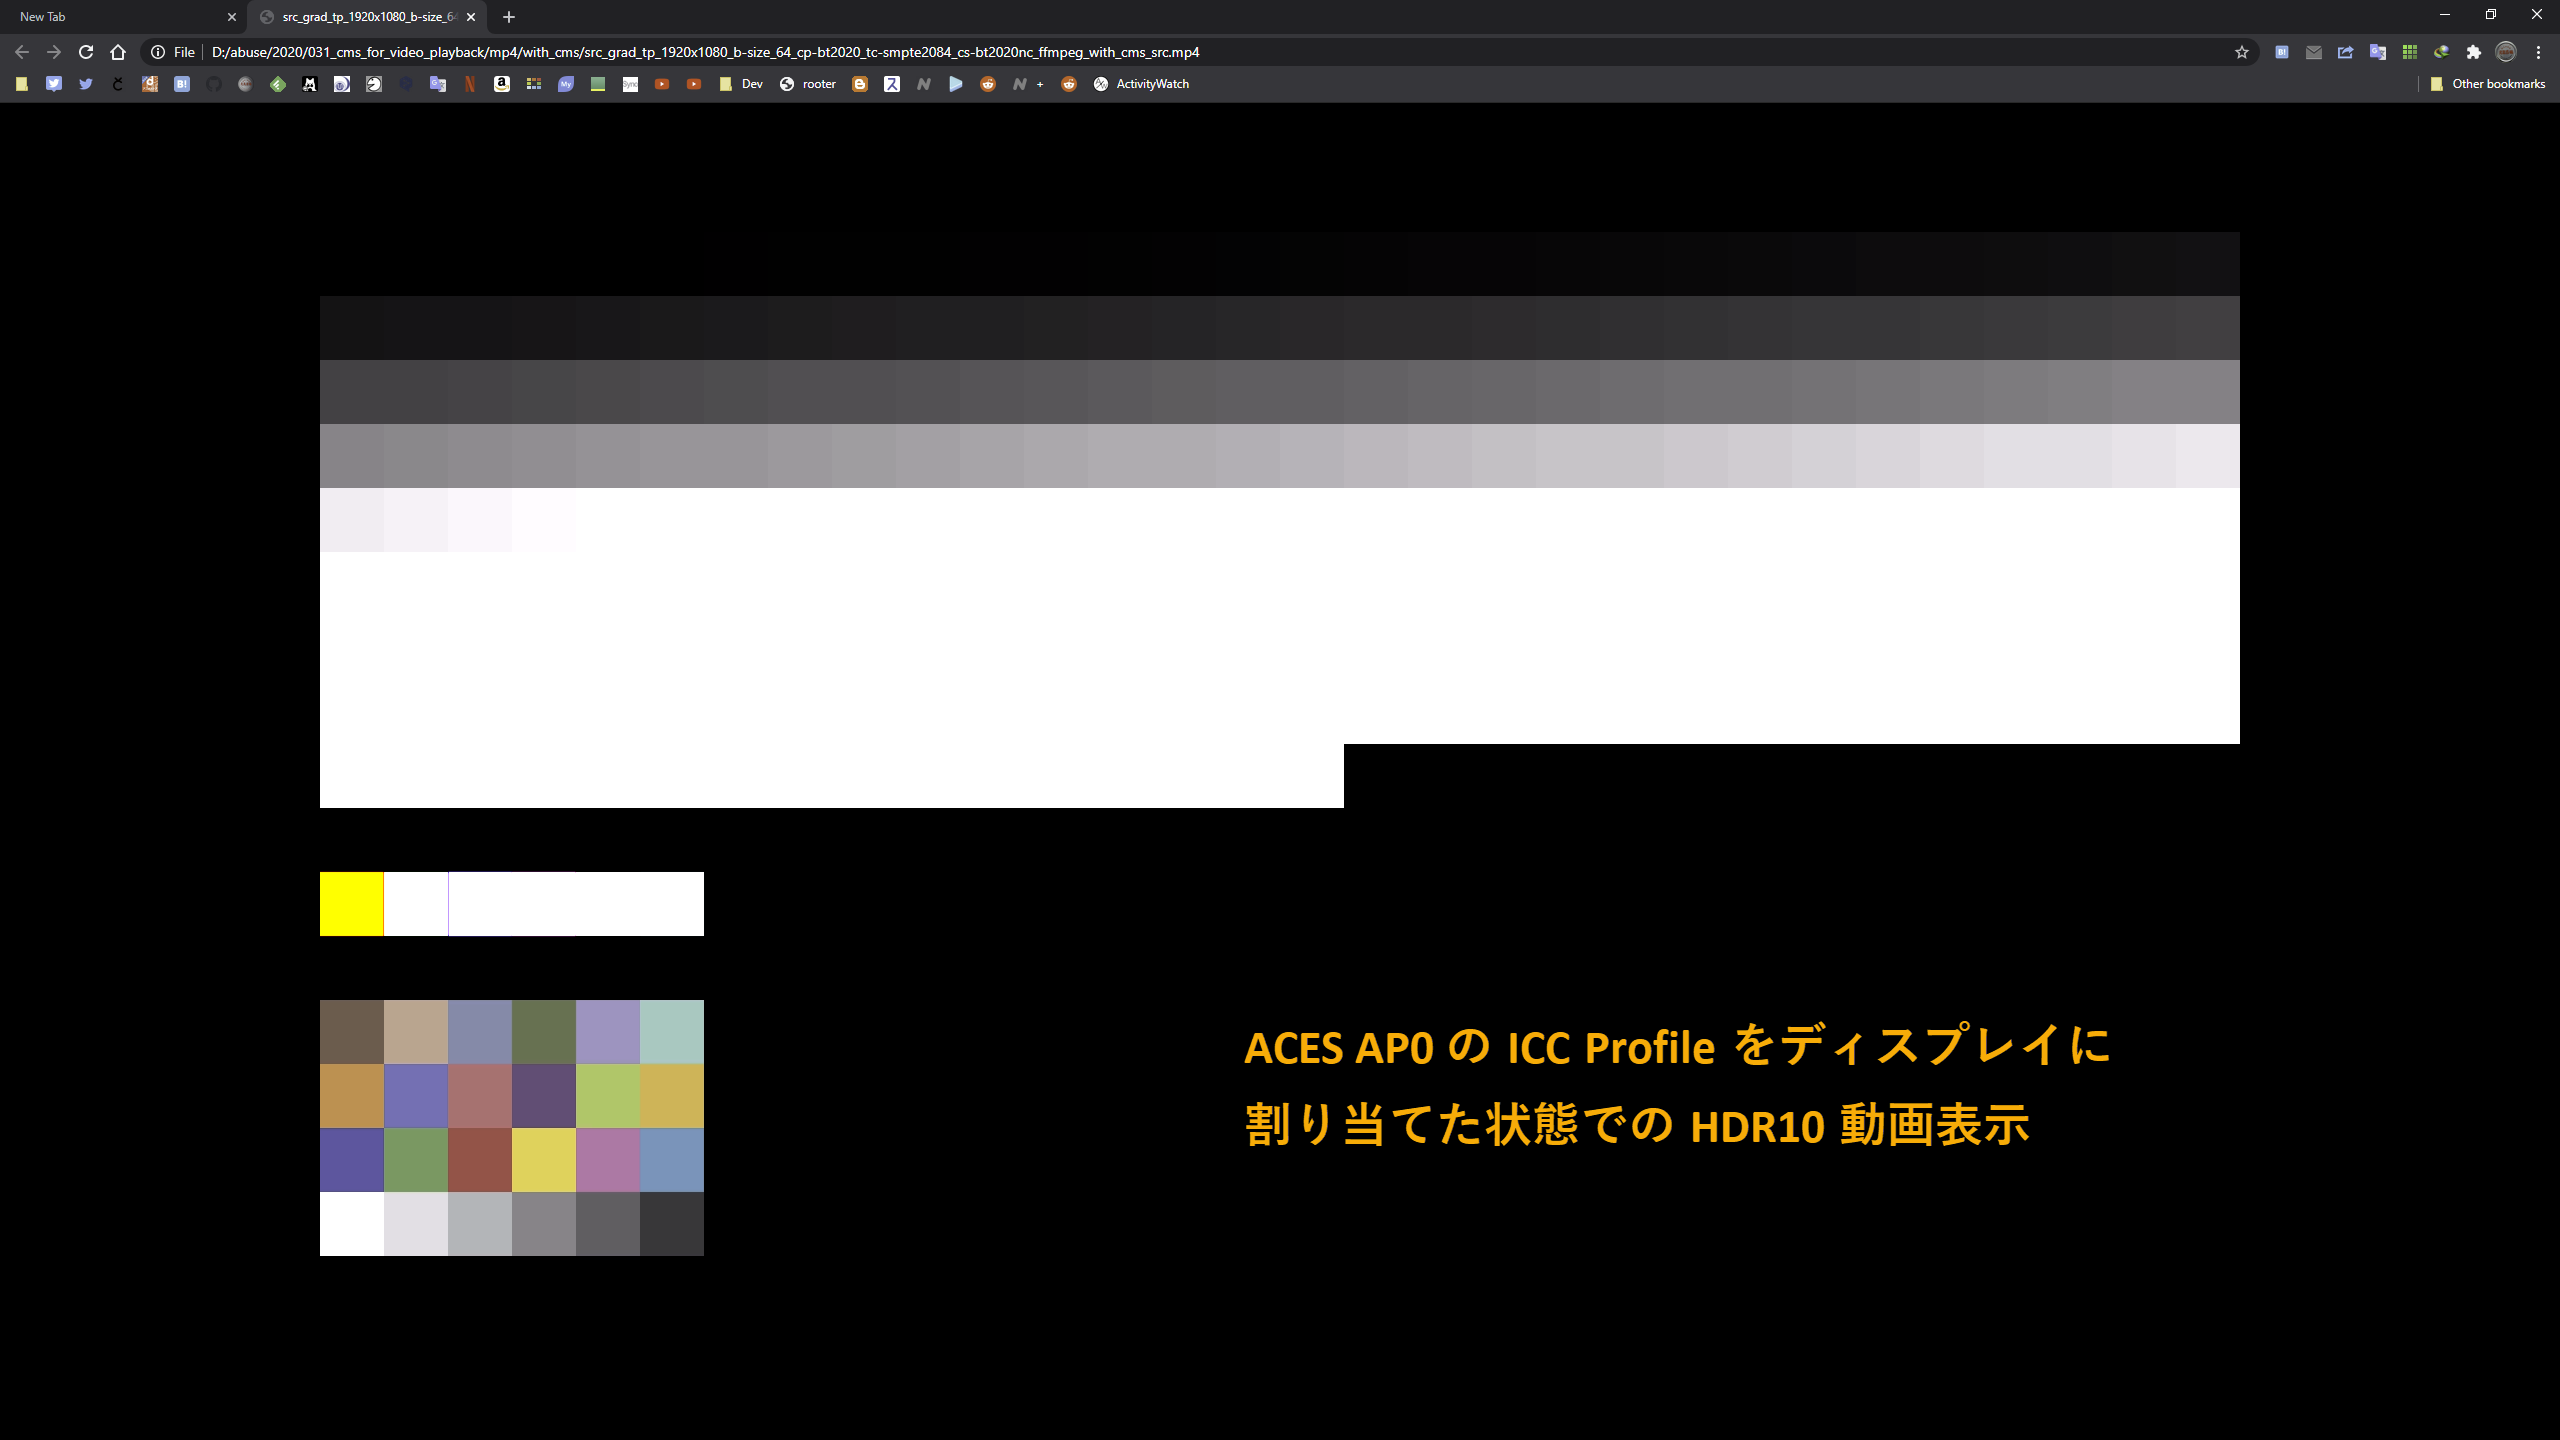 New Tab
src_grad_tp_1920x1080_b-size_64
File
D:/abuse/2020/031_cms_for_video_playback/mp4/with_cms/src_grad_tp_1920x1080_b-size_64_cp-bt2020_tc-smpte2084_cs-bt2020nc_ffmpeg_with_cms_src.mp4
Dev
rooter
+
ActivityWatch
Other bookmarks
ACES AP0 の ICC Profile をディスプレイに
割り当てた状態での HDR10 動画表示